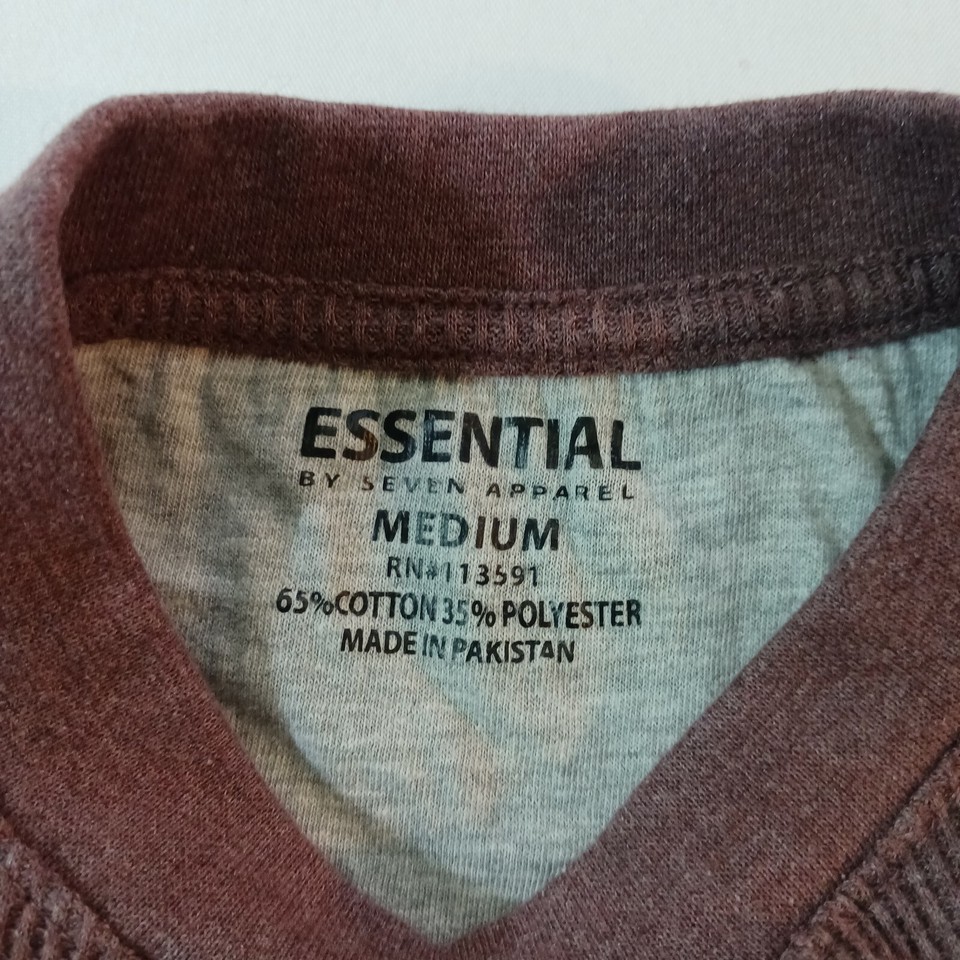 ESSENTIAL
BY SEVEN APPAREL
MEDIUM
RN#113591
65%COTTON 35% POLYESTER
MADE IN PAKISTAN